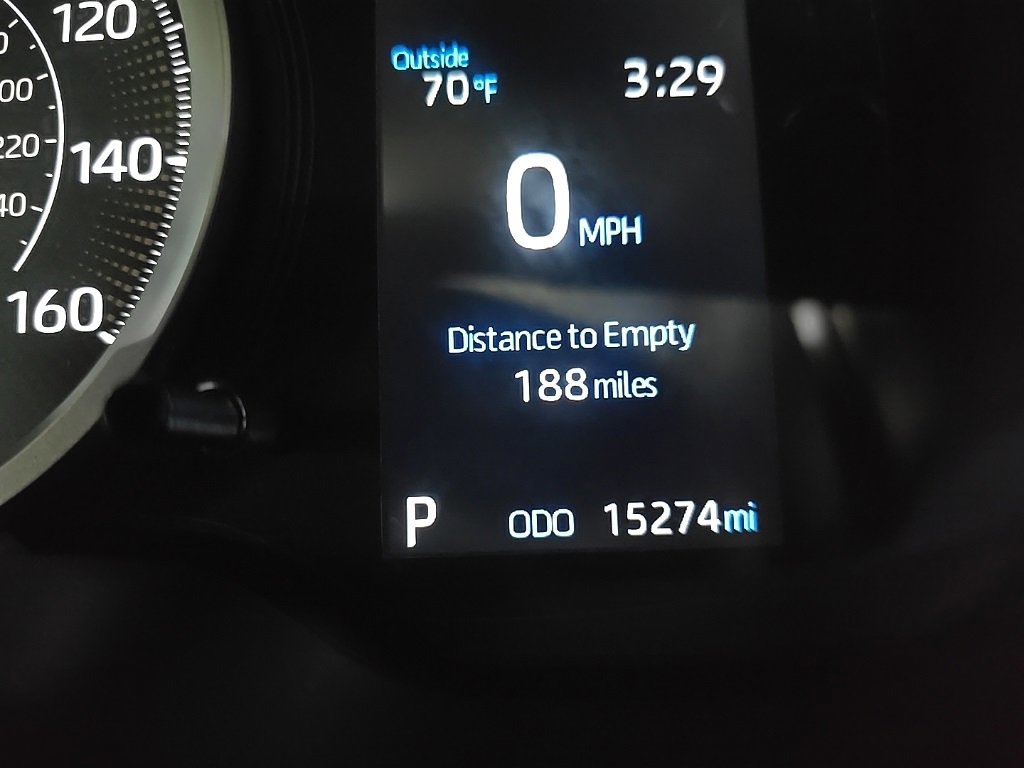 120
140
160
Outside
70°F
3:29
0 MPH
Distance to Empty
188 miles
P ODO 15274mi